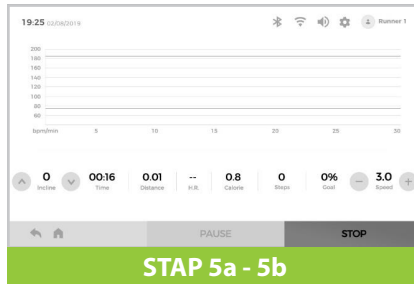 19:25 02/08/2019 Runner 1
200
180
160
140
120
100
80
60
bpm/min 5 10 15 20 25 30
0 00:16 0.01 -- 0.8 0 0% 3.0
Incline Time Distance H.R. Calorie Steps Goal Speed
PAUSE STOP
STAP 5a - 5b